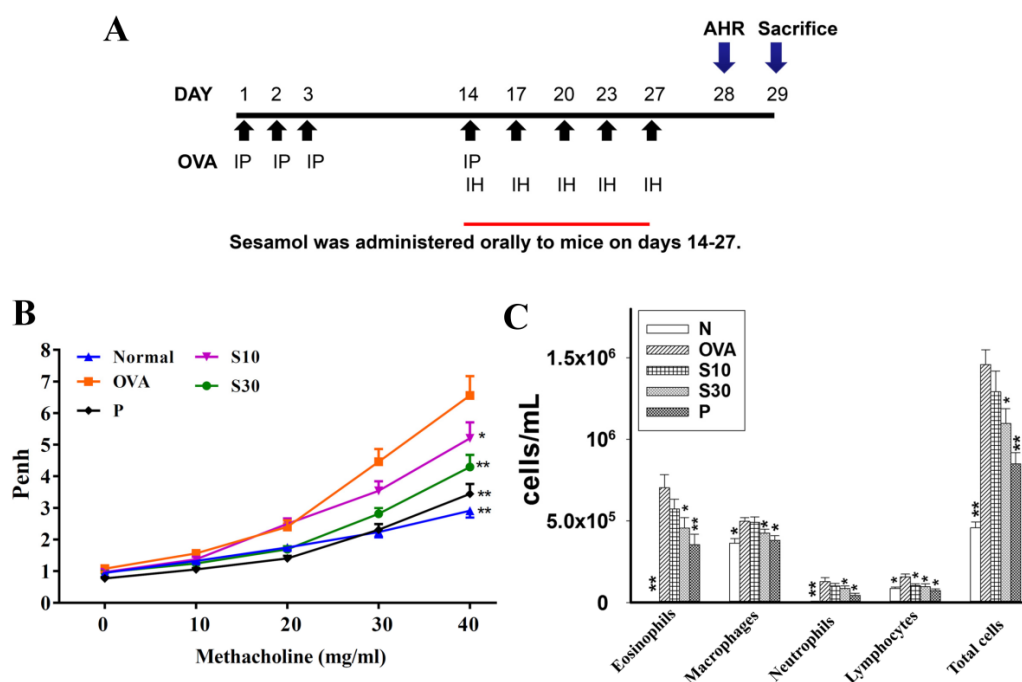 A
AHR Sacrifice
DAY 1 2 3 14 17 20 23 27 28 29
OVA IP IP IP IP
IH IH IH IH IH
Sesamol was administered orally to mice on days 14-27.
B
Penh
8
7
6
5
4
3
2
1
0
Normal
OVA
P
S10
S30
*
**
**
**
0 10 20 30 40
Methacholine (mg/ml)
C
cells/mL
1.5x10⁶
10⁶
5.0x10⁵
0
N
OVA
S10
S30
P
** * **
* * *
** * *
* * * *
** * **
Eosinophils
Macrophages
Neutrophils
Lymphocytes
Total cells